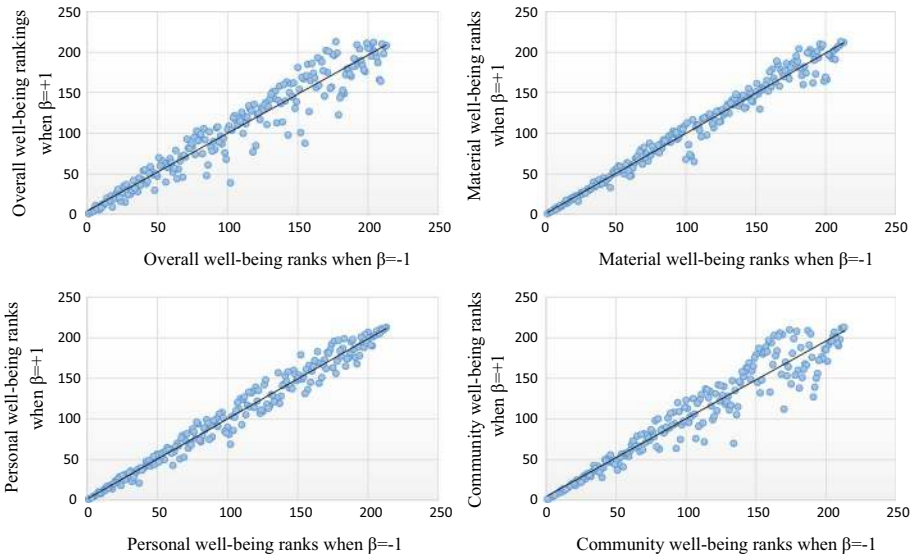 Overall well-being rankings
when β=+1
250
200
150
100
50
0
0 50 100 150 200 250
Overall well-being ranks when β=-1
Material well-being ranks
when β=+1
250
200
150
100
50
0
0 50 100 150 200 250
Material well-being ranks when β=-1
Personal well-being ranks
when β=+1
250
200
150
100
50
0
0 50 100 150 200 250
Personal well-being ranks when β=-1
Community well-being ranks
when β=+1
250
200
150
100
50
0
0 50 100 150 200 250
Community well-being ranks when β=-1